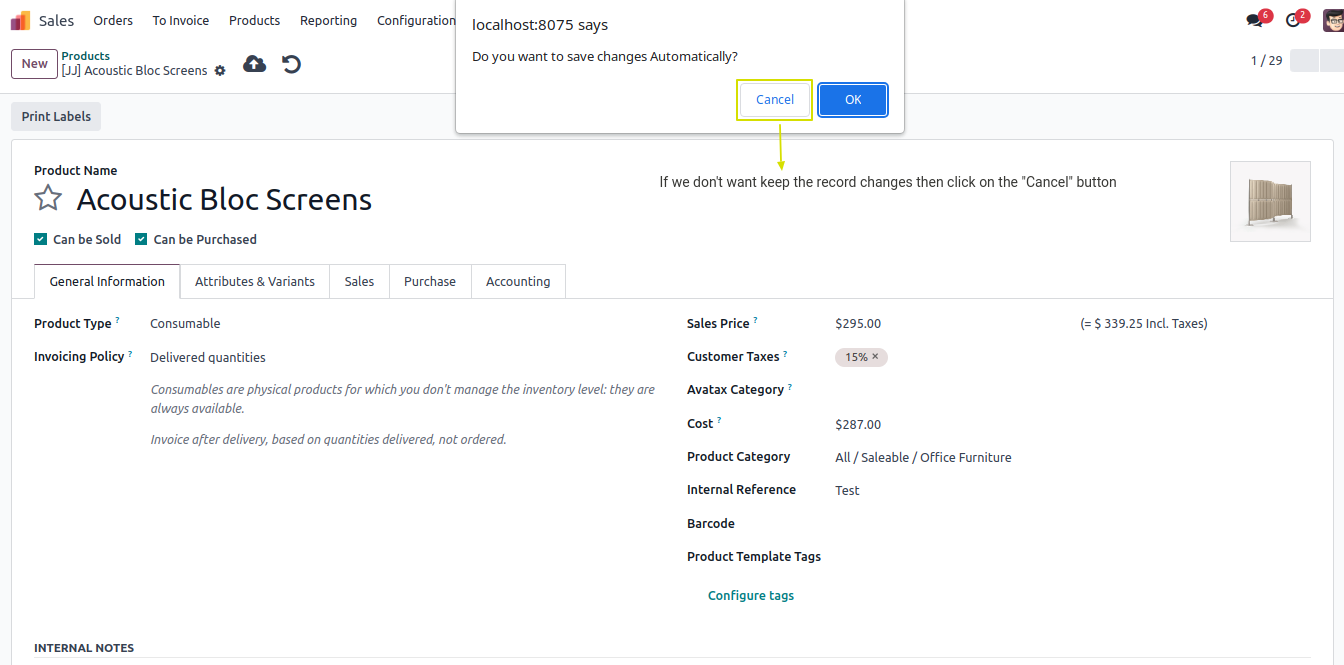 Sales Orders To Invoice Products Reporting Configuration
6 2
localhost:8075 says
Do you want to save changes Automatically?
Cancel OK
New
Products
[JJ] Acoustic Bloc Screens
1 / 29
Print Labels
If we don't want keep the record changes then click on the "Cancel" button
Product Name
Acoustic Bloc Screens
Can be Sold Can be Purchased
General Information Attributes & Variants Sales Purchase Accounting
Product Type ? Consumable
Invoicing Policy ? Delivered quantities
Consumables are physical products for which you don't manage the inventory level: they are
always available.
Invoice after delivery, based on quantities delivered, not ordered.
Sales Price ? $295.00 (= $ 339.25 Incl. Taxes)
Customer Taxes ? 15% ×
Avatax Category ?
Cost ? $287.00
Product Category All / Saleable / Office Furniture
Internal Reference Test
Barcode
Product Template Tags
Configure tags
INTERNAL NOTES